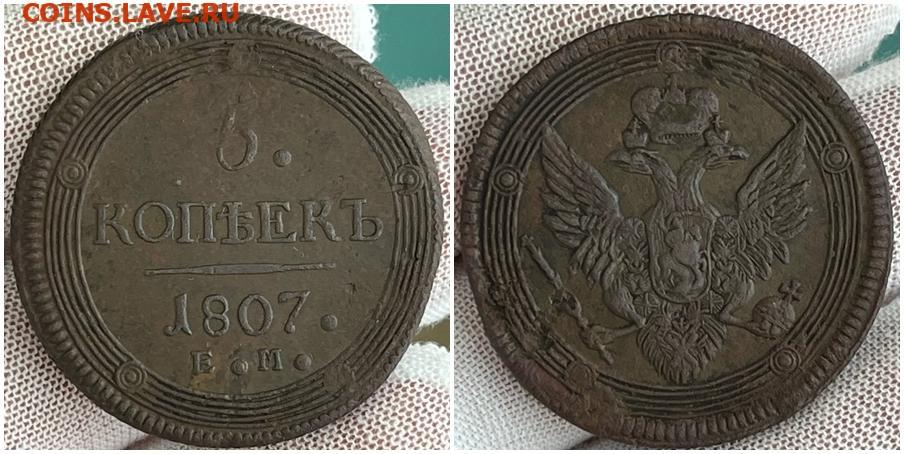 COINS.LAVE.RU
5.
КОПѢЕКЪ
1807.
Е.М.